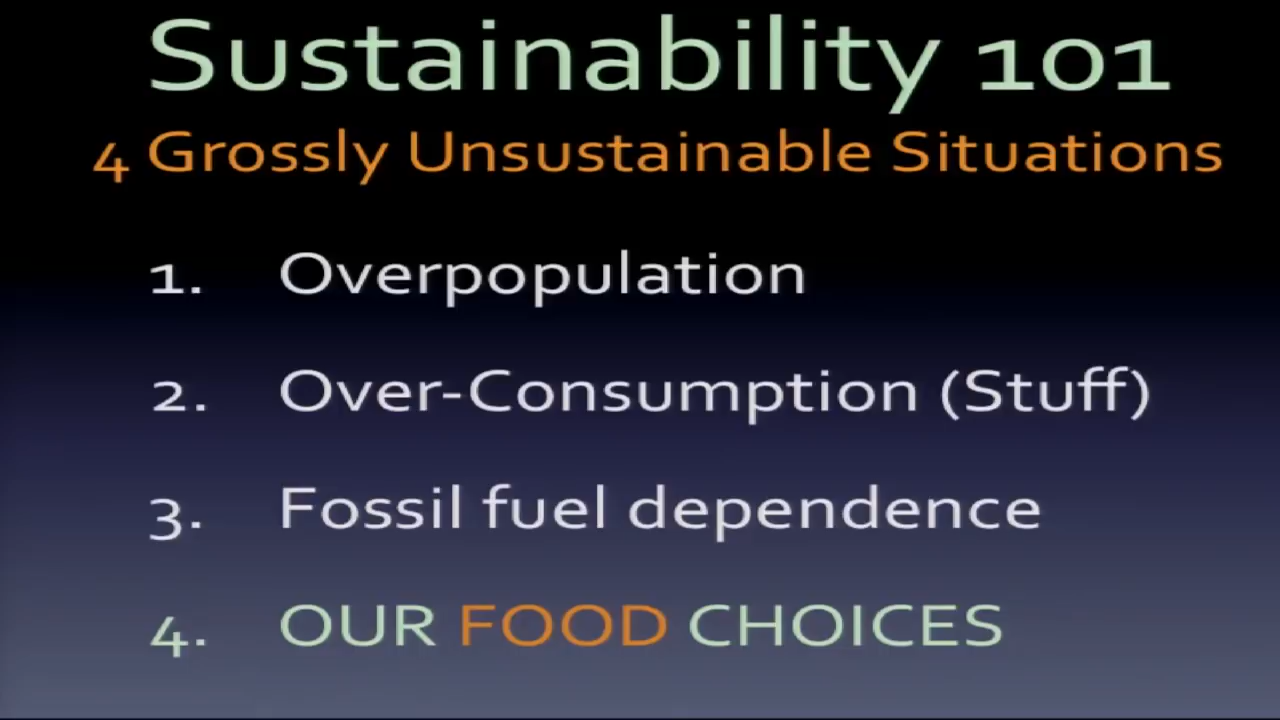 Sustainability 101
4 Grossly Unsustainable Situations
1. Overpopulation
2. Over-Consumption (Stuff)
3. Fossil fuel dependence
4. OUR FOOD CHOICES